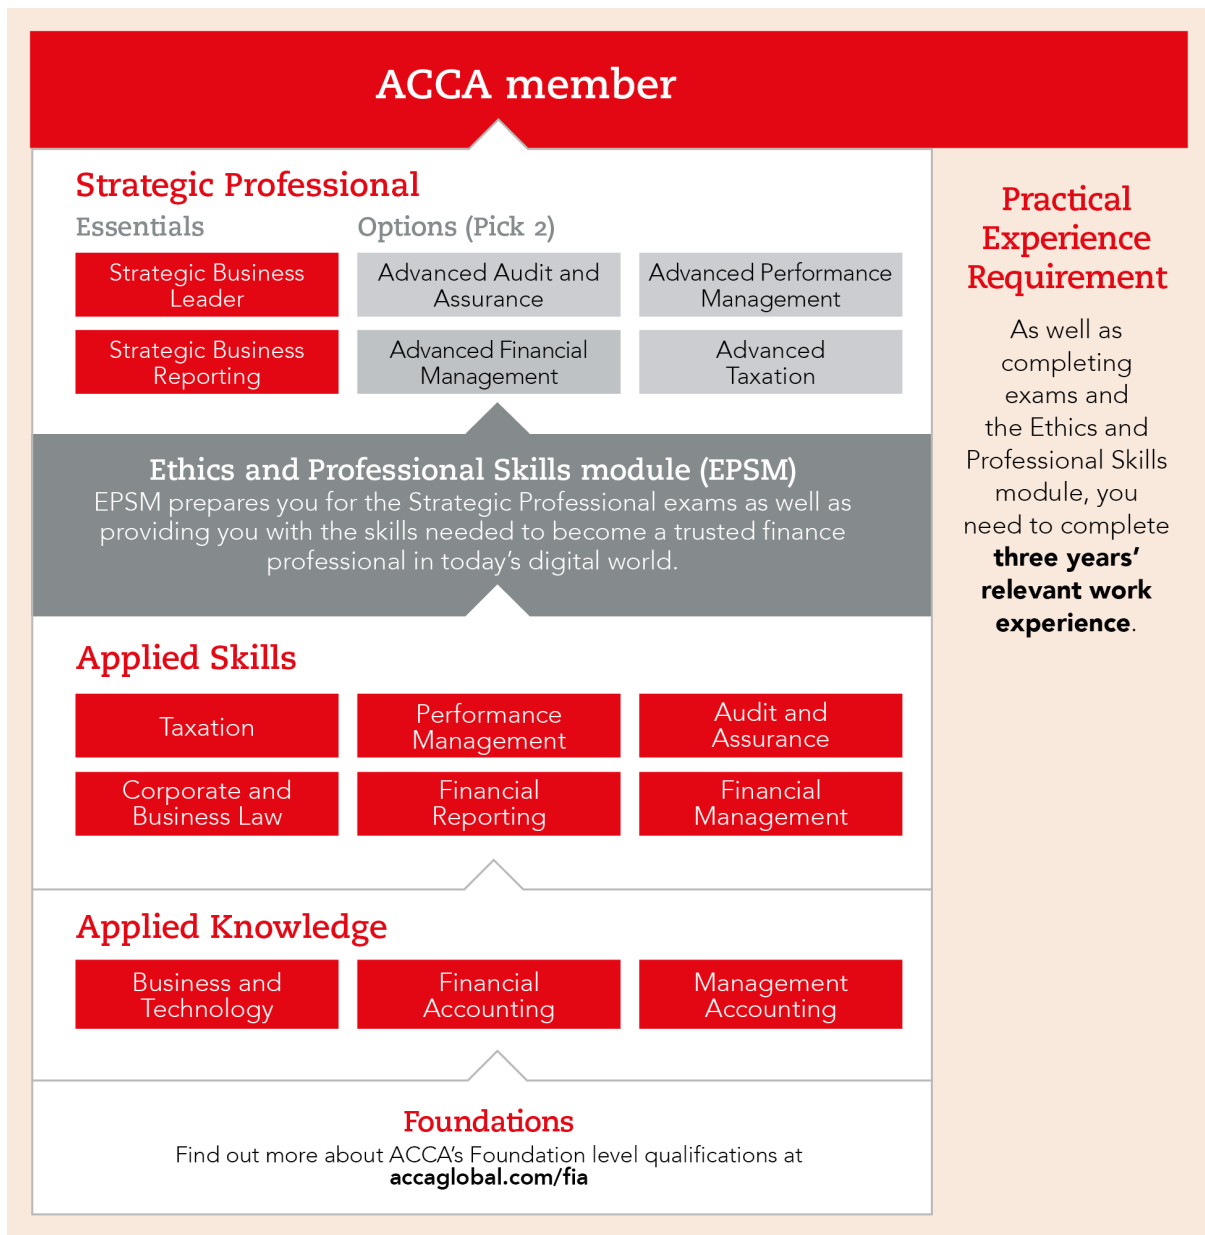 ACCA member
Strategic Professional
Essentials
Options (Pick 2)
Strategic Business
Leader
Advanced Audit and
Assurance
Advanced Performance
Management
Strategic Business
Reporting
Advanced Financial
Management
Advanced
Taxation
Ethics and Professional Skills module (EPSM)
EPSM prepares you for the Strategic Professional exams as well as
providing you with the skills needed to become a trusted finance
professional in today's digital world.
Applied Skills
Taxation
Performance
Management
Audit and
Assurance
Corporate and
Business Law
Financial
Reporting
Financial
Management
Applied Knowledge
Business and
Technology
Financial
Accounting
Management
Accounting
Foundations
Find out more about ACCA's Foundation level qualifications at
accaglobal.com/fia
Practical
Experience
Requirement
As well as
completing
exams and
the Ethics and
Professional Skills
module, you
need to complete
three years'
relevant work
experience.